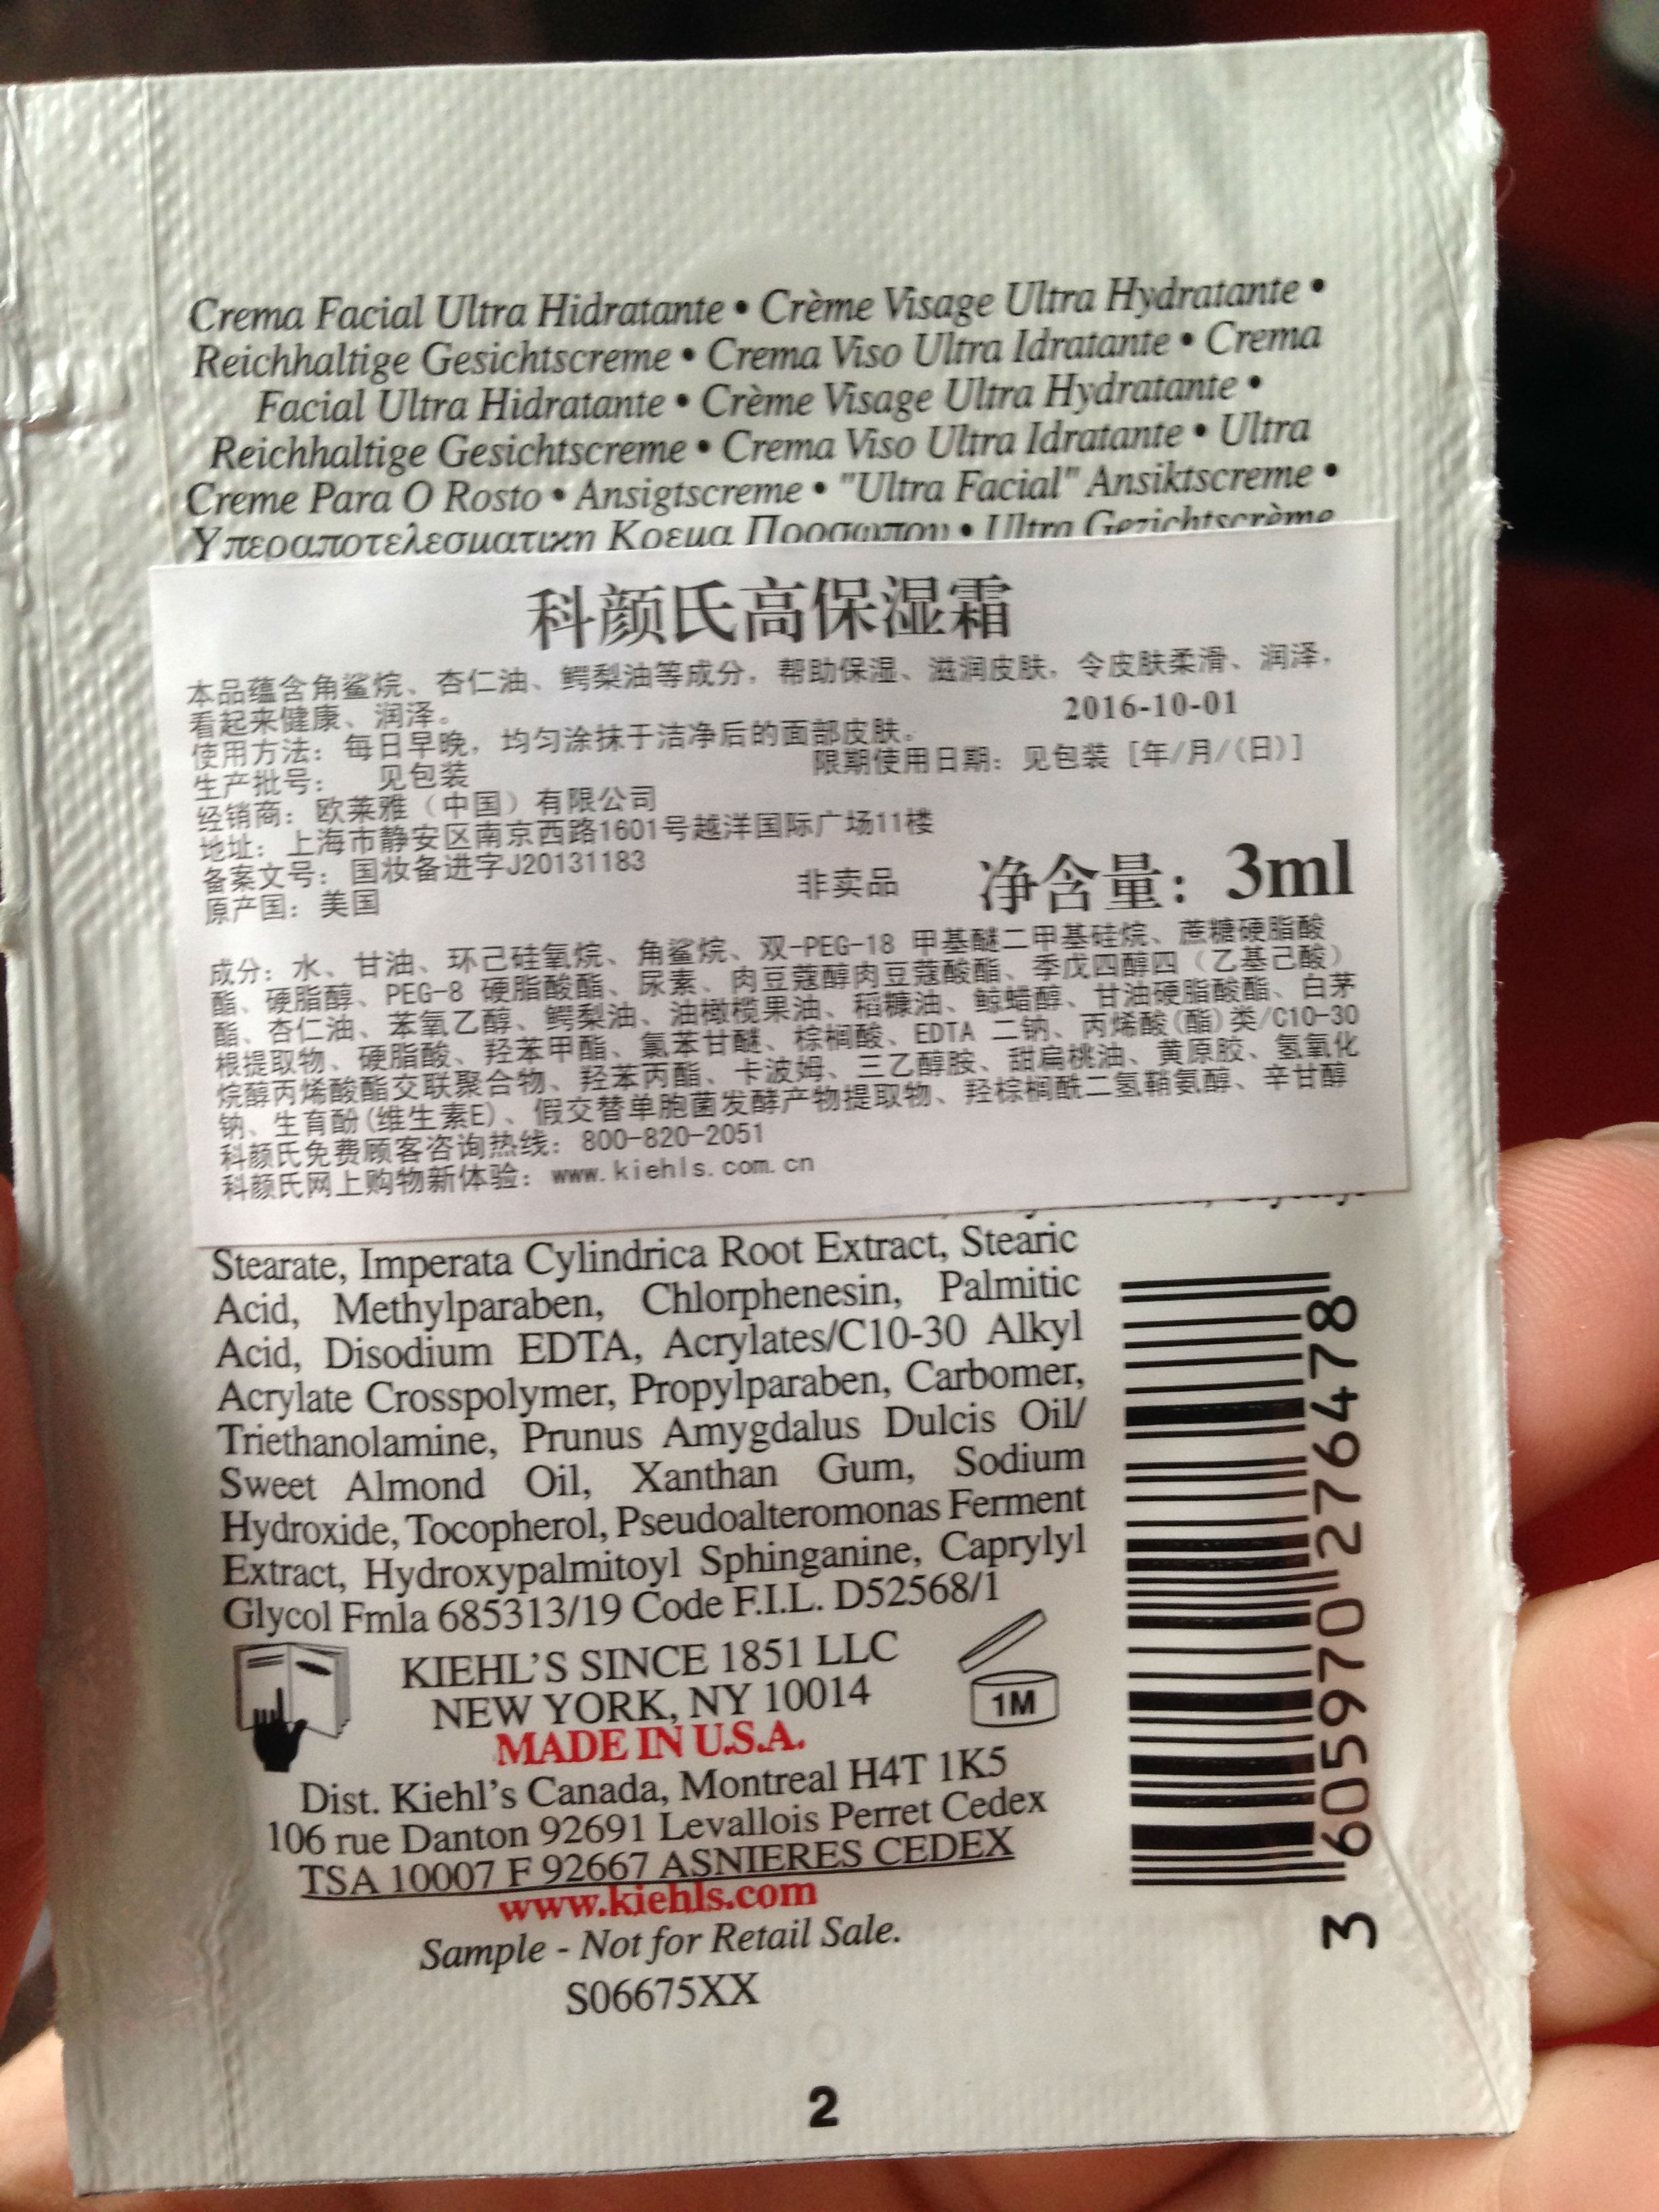 Crema Facial Ultra Hidratante • Crème Visage Ultra Hydratante •
Reichhaltige Gesichtscreme • Crema Viso Ultra Idratante • Crema
Facial Ultra Hidratante • Crème Visage Ultra Hydratante •
Reichhaltige Gesichtscreme • Crema Viso Ultra Idratante • Ultra
Creme Para O Rosto • Ansigtscreme • "Ultra Facial" Ansiktscreme •
Υπεραποτελεσματικη Κρεμα Προσωπου • Ultra Gezichtscrème
科颜氏高保湿霜
本品蕴含角鲨烷、杏仁油、鳄梨油等成分，帮助保湿、滋润皮肤，令皮肤柔滑、润泽，
看起来健康、润泽。
2016-10-01
使用方法：每日早晚，均匀涂抹于洁净后的面部皮肤。
生产批号： 见包装 限期使用日期：见包装 [年/月/(日)]
经销商：欧莱雅（中国）有限公司
地址：上海市静安区南京西路1601号越洋国际广场11楼
备案文号：国妆备进字J20131183
原产国：美国 非卖品 净含量：3ml
成分：水、甘油、环己硅氧烷、角鲨烷、双-PEG-18 甲基醚二甲基硅烷、蔗糖硬脂酸
酯、硬脂醇、PEG-8 硬脂酸酯、尿素、肉豆蔻醇肉豆蔻酸酯、季戊四醇四（乙基己酸）
酯、杏仁油、苯氧乙醇、鳄梨油、油橄榄果油、稻糠油、鲸蜡醇、甘油硬脂酸酯、白茅
根提取物、硬脂酸、羟苯甲酯、氯苯甘醚、棕榈酸、EDTA 二钠、丙烯酸(酯)类/C10-30
烷醇丙烯酸酯交联聚合物、羟苯丙酯、卡波姆、三乙醇胺、甜扁桃油、黄原胶、氢氧化
钠、生育酚(维生素E)、假交替单胞菌发酵产物提取物、羟棕榈酰二氢鞘氨醇、辛甘醇
科颜氏免费顾客咨询热线：800-820-2051
科颜氏网上购物新体验：www.kiehls.com.cn
Stearate, Imperata Cylindrica Root Extract, Stearic
Acid, Methylparaben, Chlorphenesin, Palmitic
Acid, Disodium EDTA, Acrylates/C10-30 Alkyl
Acrylate Crosspolymer, Propylparaben, Carbomer,
Triethanolamine, Prunus Amygdalus Dulcis Oil/
Sweet Almond Oil, Xanthan Gum, Sodium
Hydroxide, Tocopherol, Pseudoalteromonas Ferment
Extract, Hydroxypalmitoyl Sphinganine, Caprylyl
Glycol Fmla 685313/19 Code F.I.L. D52568/1
KIEHL'S SINCE 1851 LLC
NEW YORK, NY 10014
MADE IN U.S.A.
1M
Dist. Kiehl's Canada, Montreal H4T 1K5
106 rue Danton 92691 Levallois Perret Cedex
TSA 10007 F 92667 ASNIERES CEDEX
www.kiehls.com
Sample - Not for Retail Sale.
S06675XX
2
3 605970 276478